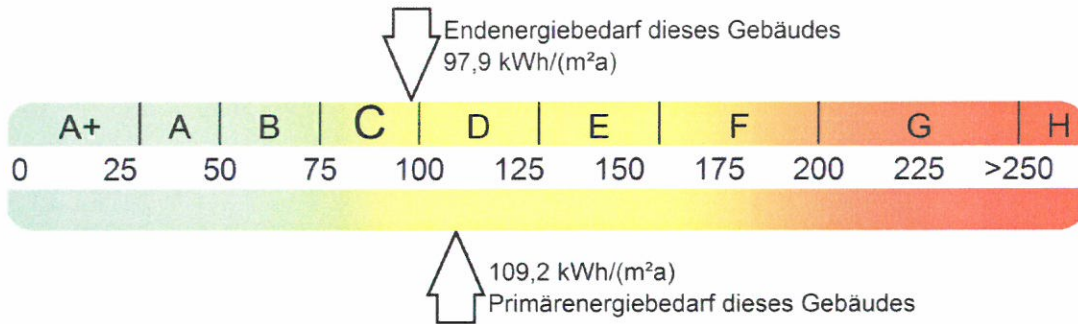 Endenergiebedarf dieses Gebäudes
97,9 kWh/(m²a)
A+ A B C D E F G H
0 25 50 75 100 125 150 175 200 225 >250
109,2 kWh/(m²a)
Primärenergiebedarf dieses Gebäudes